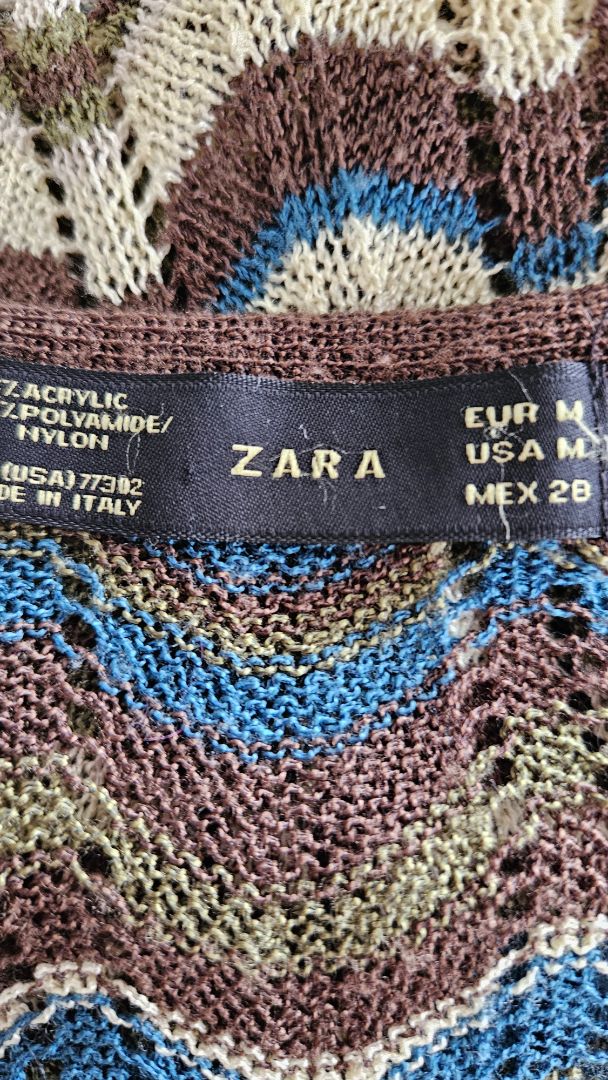 % ACRYLIC
% POLYAMIDE/
NYLON
(USA) 77302
DE IN ITALY
ZARA
EUR M
USA M
MEX 28